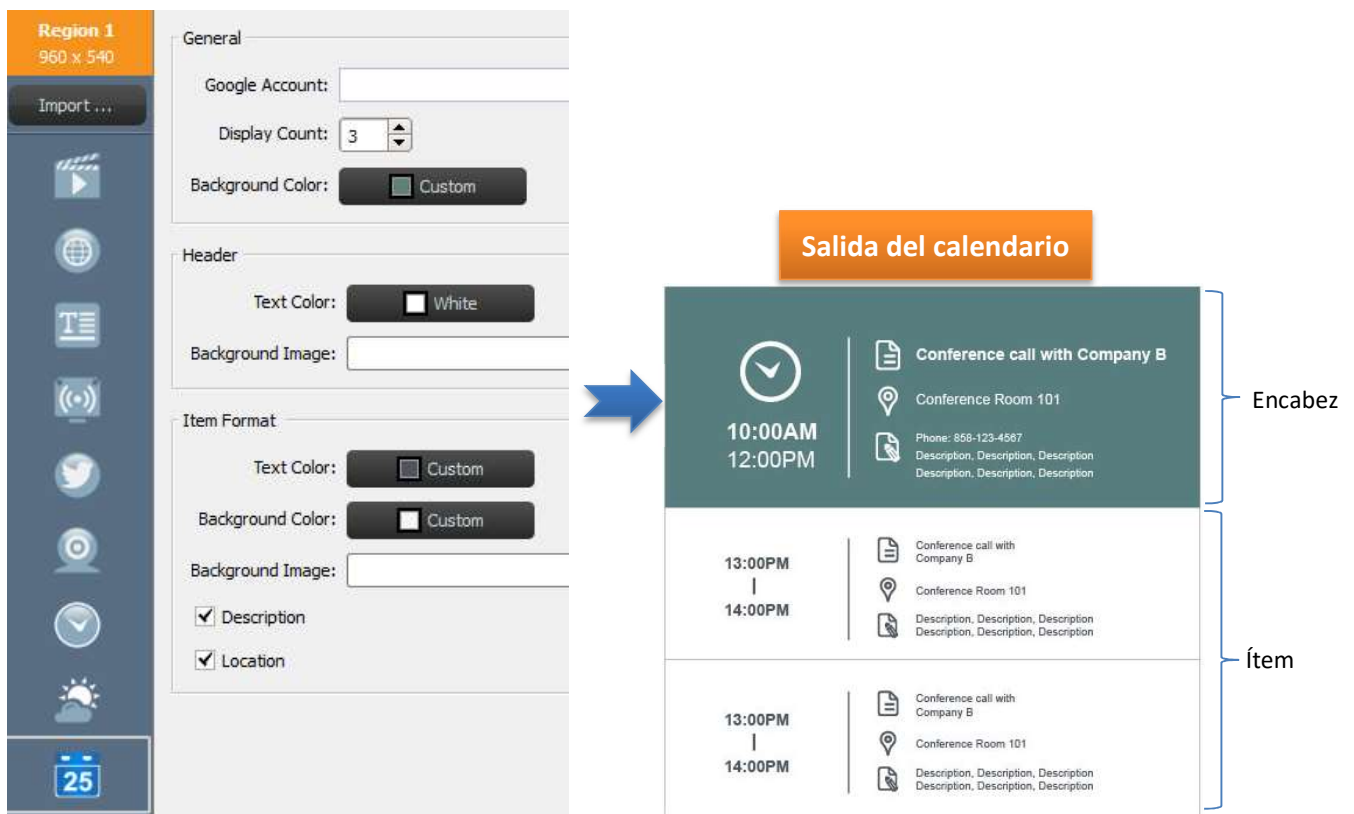 Region 1
960 x 540
Import ...
25
General
Google Account:
Display Count: 3
Background Color: Custom
Header
Text Color: White
Background Image:
Item Format
Text Color: Custom
Background Color: Custom
Background Image:
Description
Location
Salida del calendario
10:00AM
12:00PM
Conference call with Company B
Conference Room 101
Phone: 858-123-4567
Description, Description, Description
Description, Description, Description
Encabez
13:00PM
|
14:00PM
Conference call with
Company B
Conference Room 101
Description, Description, Description
Description, Description, Description
Ítem
13:00PM
|
14:00PM
Conference call with
Company B
Conference Room 101
Description, Description, Description
Description, Description, Description